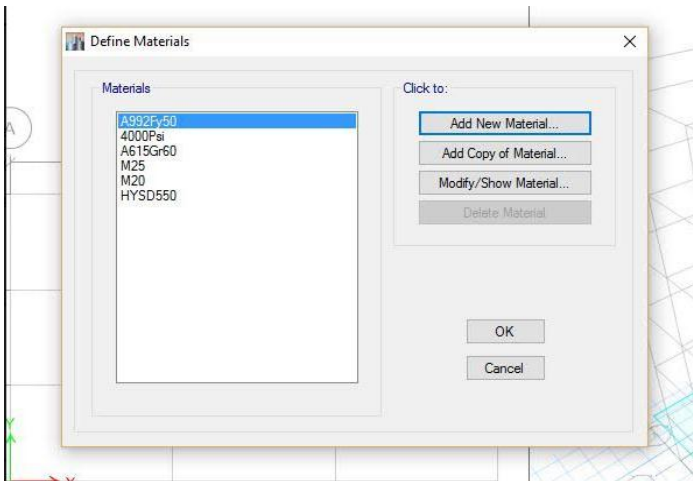 Define Materials
Materials
A992Fy50
4000Psi
A615Gr60
M25
M20
HYSD550
Click to:
Add New Material...
Add Copy of Material...
Modify/Show Material...
Delete Material
OK
Cancel
A
Y
X